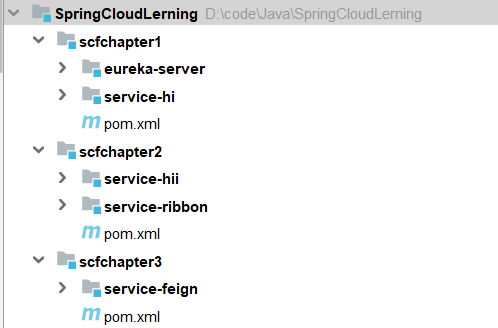 SpringCloudLerning D:\code\Java\SpringCloudLerning
scfchapter1
eureka-server
service-hi
m pom.xml
scfchapter2
service-hii
service-ribbon
m pom.xml
scfchapter3
service-feign
m pom.xml